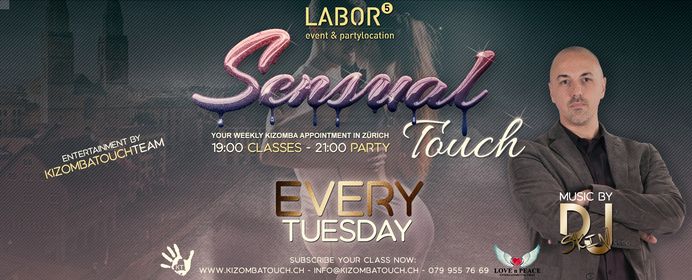 LABOR5
event & partylocation
Sensual
Touch
YOUR WEEKLY KIZOMBA APPOINTMENT IN ZÜRICH
19:00 CLASSES - 21:00 PARTY
ENTERTAINMENT BY
KIZOMBATOUCHTEAM
EVERY
TUESDAY
MUSIC BY
DJ
SKIN
SUBSCRIBE YOUR CLASS NOW:
WWW.KIZOMBATOUCH.CH - INFO@KIZOMBATOUCH.CH - 079 955 76 69
KT
LOVE n PEACE